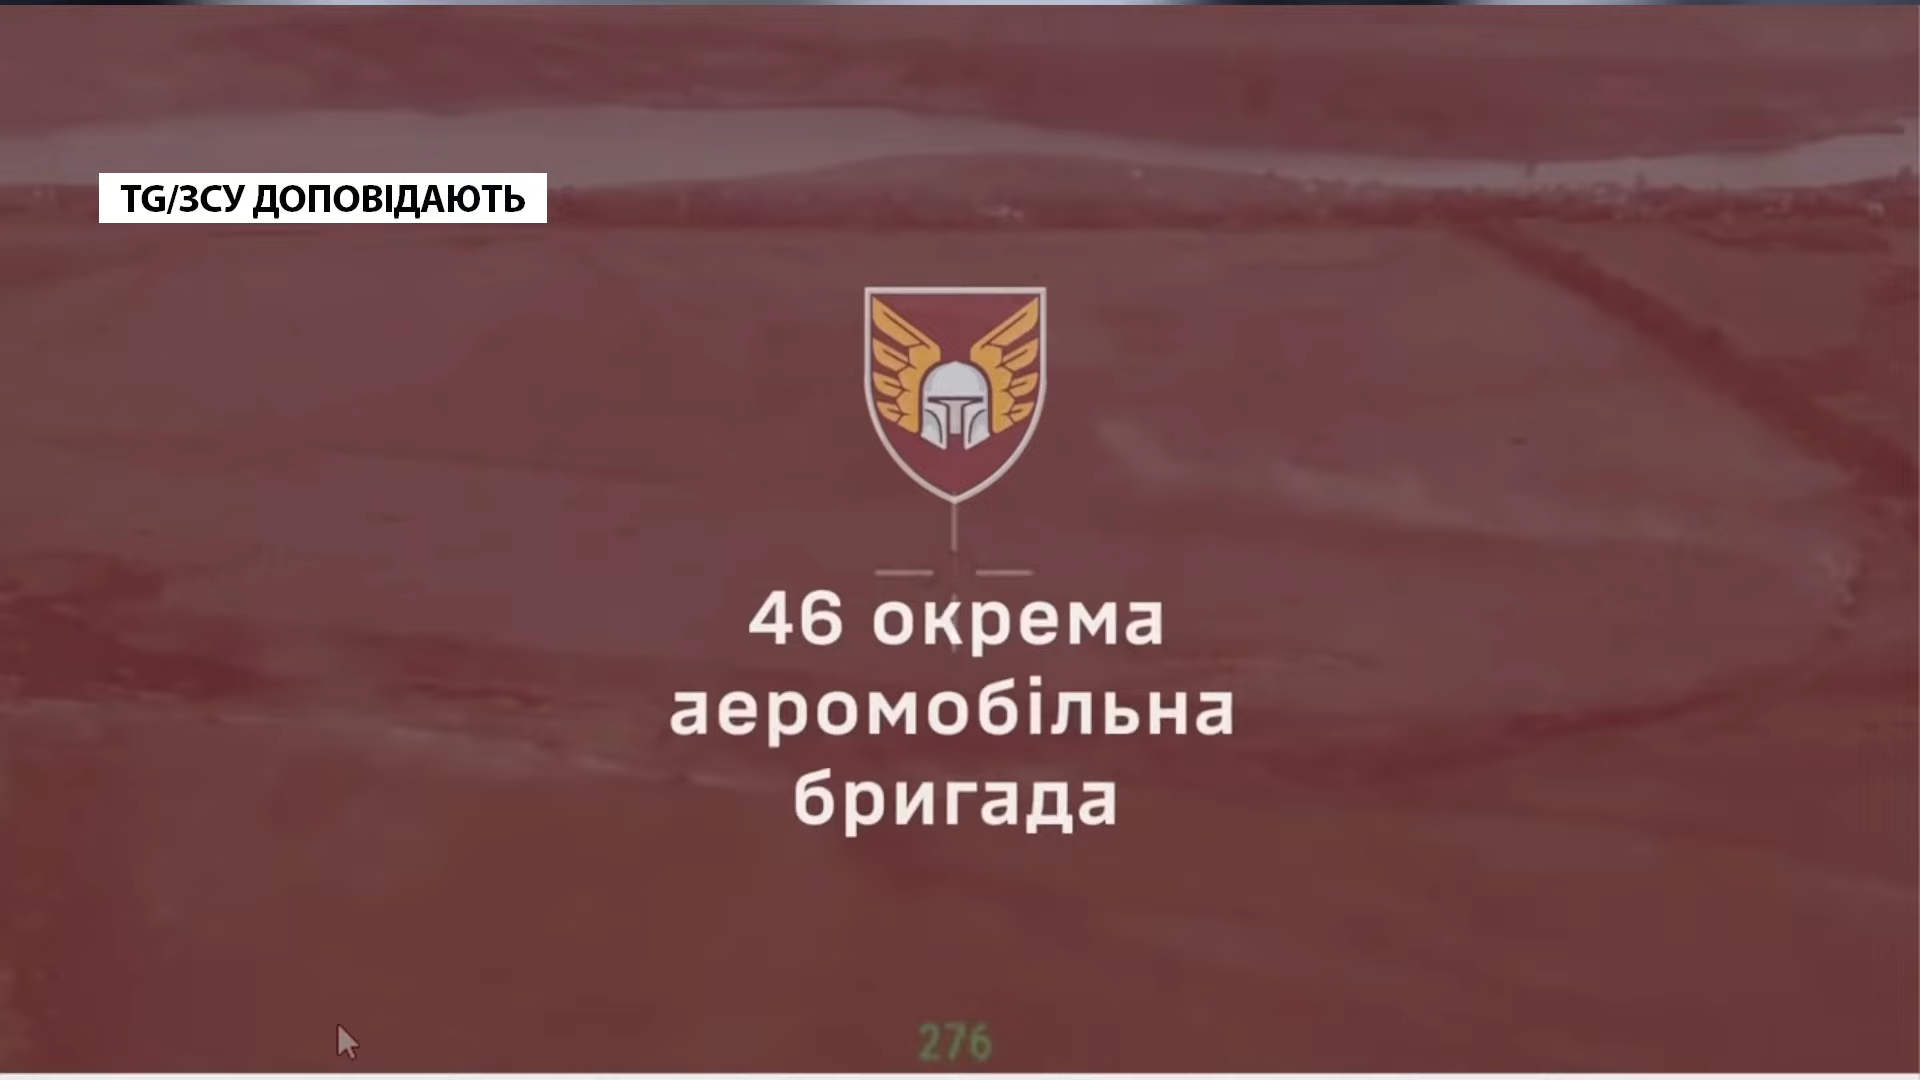 TG/ЗСУ ДОПОВІДАЮТЬ
46 окрема
аеромобільна
бригада
276